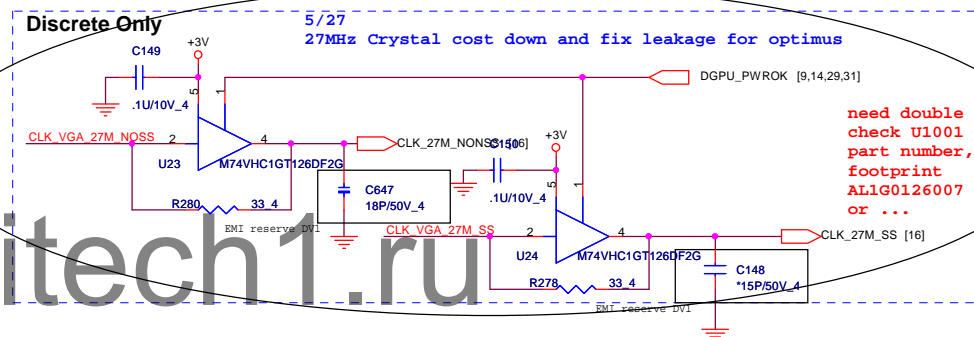 Discrete Only
5/27
27MHz Crystal cost down and fix leakage for optimus
C149
+3V
.1U/10V_4
5
1
DGPU_PWROK [9,14,29,31]
CLK_VGA_27M_NOSS
2
4
U23
M74VHC1GT126DF2G
CLK_27M_NONSS [16]
R280
33_4
EMI reserve DV1
C647
18P/50V_4
C150
+3V
.1U/10V_4
5
1
CLK_VGA_27M_SS
2
4
U24
M74VHC1GT126DF2G
CLK_27M_SS [16]
R278
33_4
EMI reserve DV1
C148
*15P/50V_4
need double
check U1001
part number,
footprint
AL1G0126007
or ...
itech1.ru